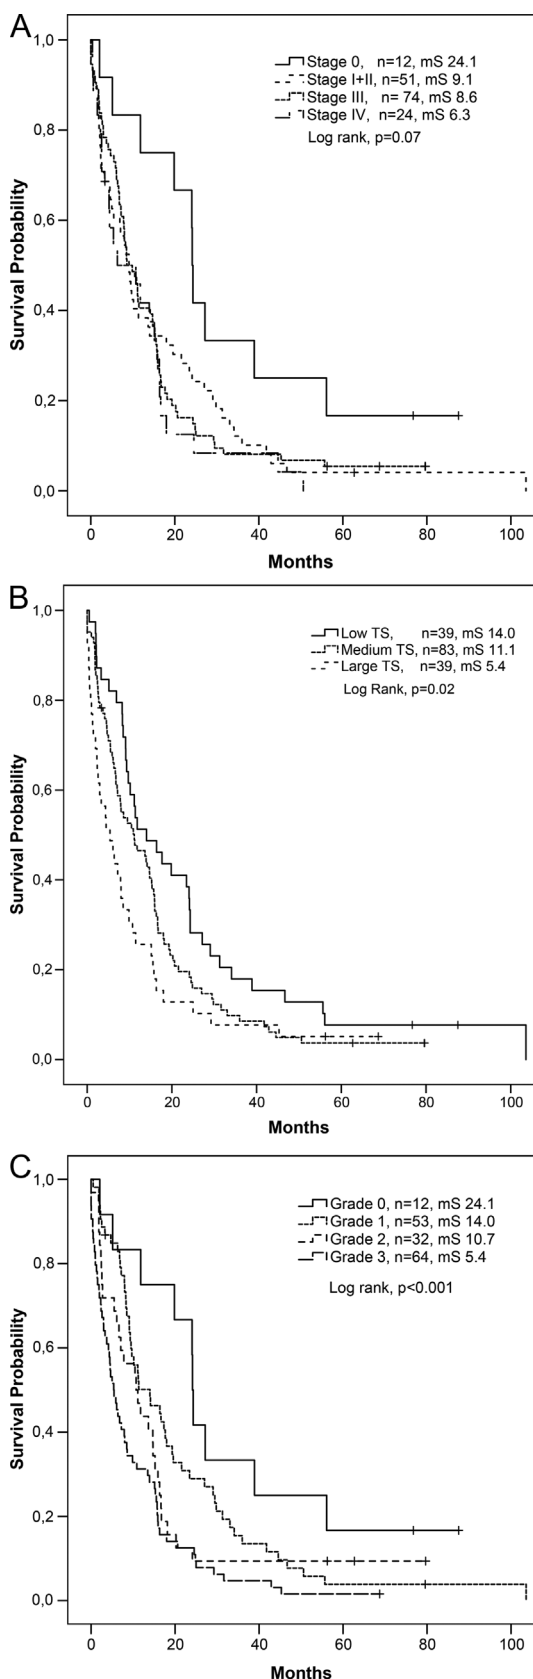 A
1,0
0,8
0,6
0,4
0,2
0,0
Survival Probability
Stage 0, n=12, mS 24.1
Stage I+II, n=51, mS 9.1
Stage III, n= 74, mS 8.6
Stage IV, n=24, mS 6.3
Log rank, p=0.07
0 20 40 60 80 100
Months
B
1,0
0,8
0,6
0,4
0,2
0,0
Survival Probability
Low TS, n=39, mS 14.0
Medium TS, n=83, mS 11.1
Large TS, n=39, mS 5.4
Log Rank, p=0.02
0 20 40 60 80 100
Months
C
1,0
0,8
0,6
0,4
0,2
0,0
Survival Probability
Grade 0, n=12, mS 24.1
Grade 1, n=53, mS 14.0
Grade 2, n=32, mS 10.7
Grade 3, n=64, mS 5.4
Log rank, p<0.001
0 20 40 60 80 100
Months